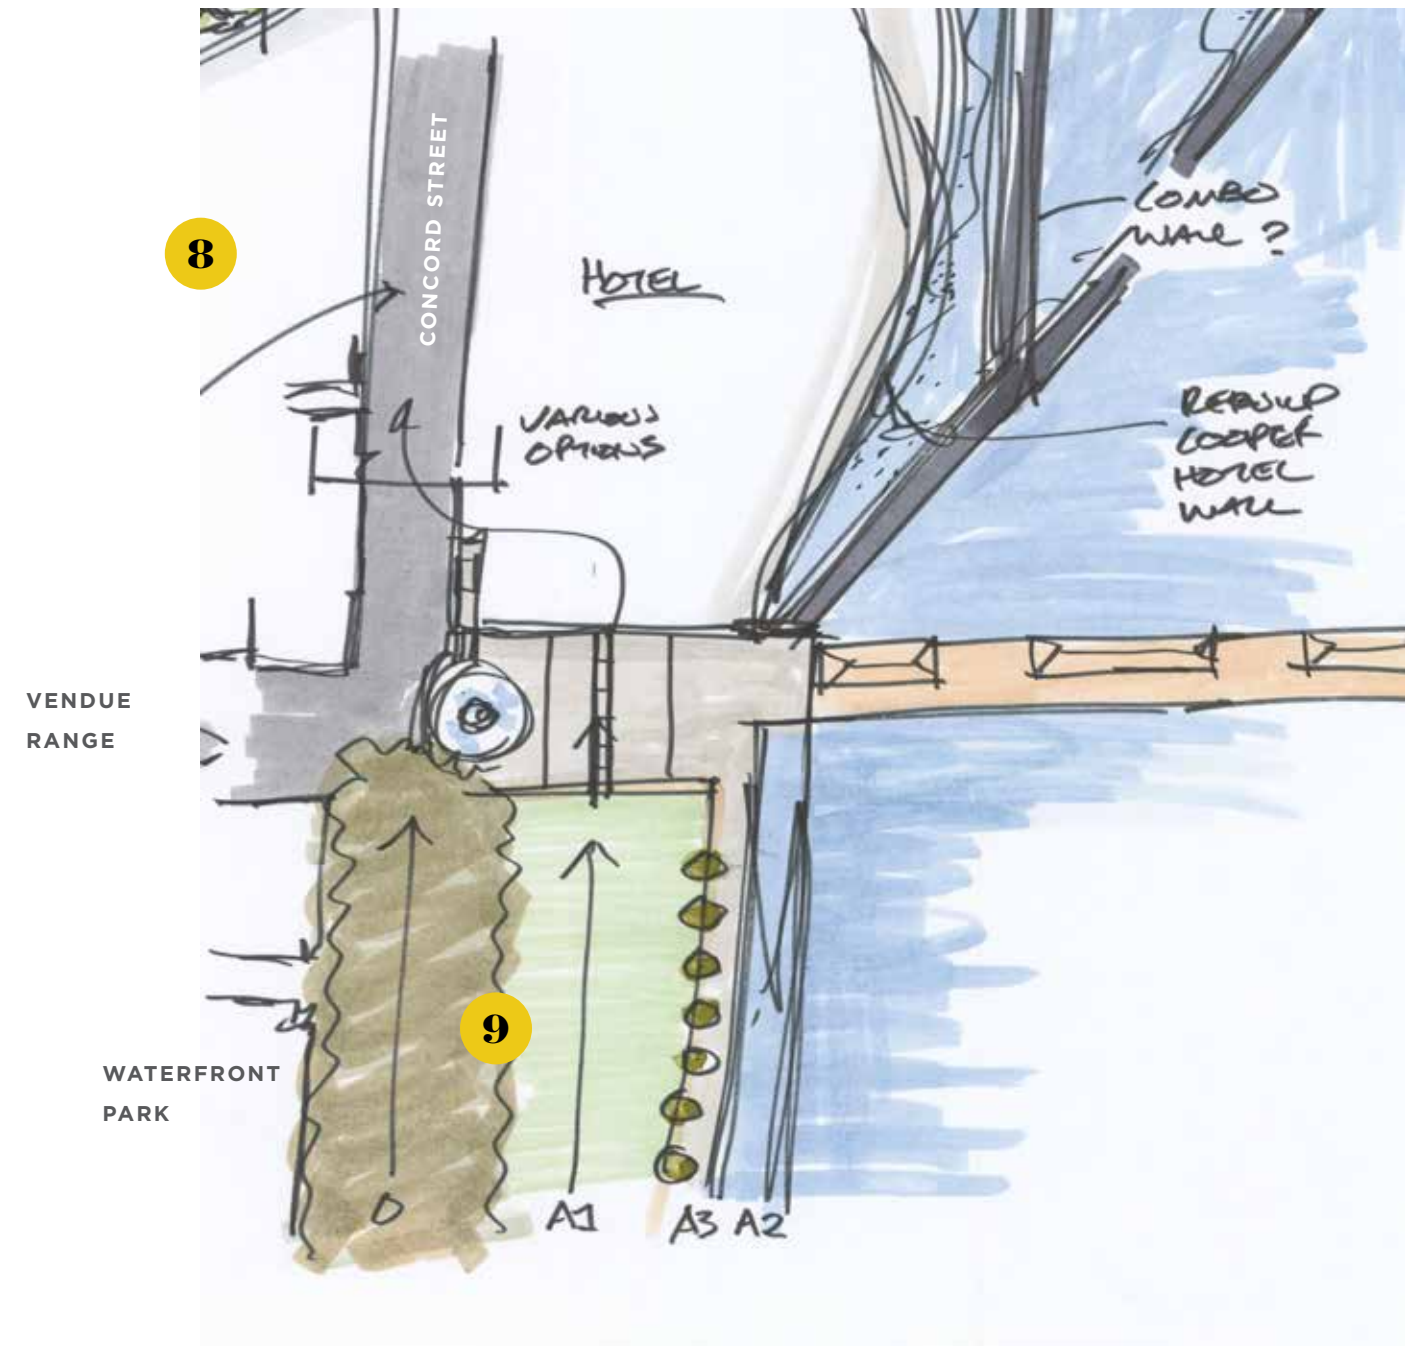 CONCORD STREET
COMBO
WALL ?
8
HOTEL
VARIOUS
OPTIONS
REBUILD
COOPER
HOTEL
WALL
VENDUE
RANGE
9
WATERFRONT
PARK
D
A1
A3
A2